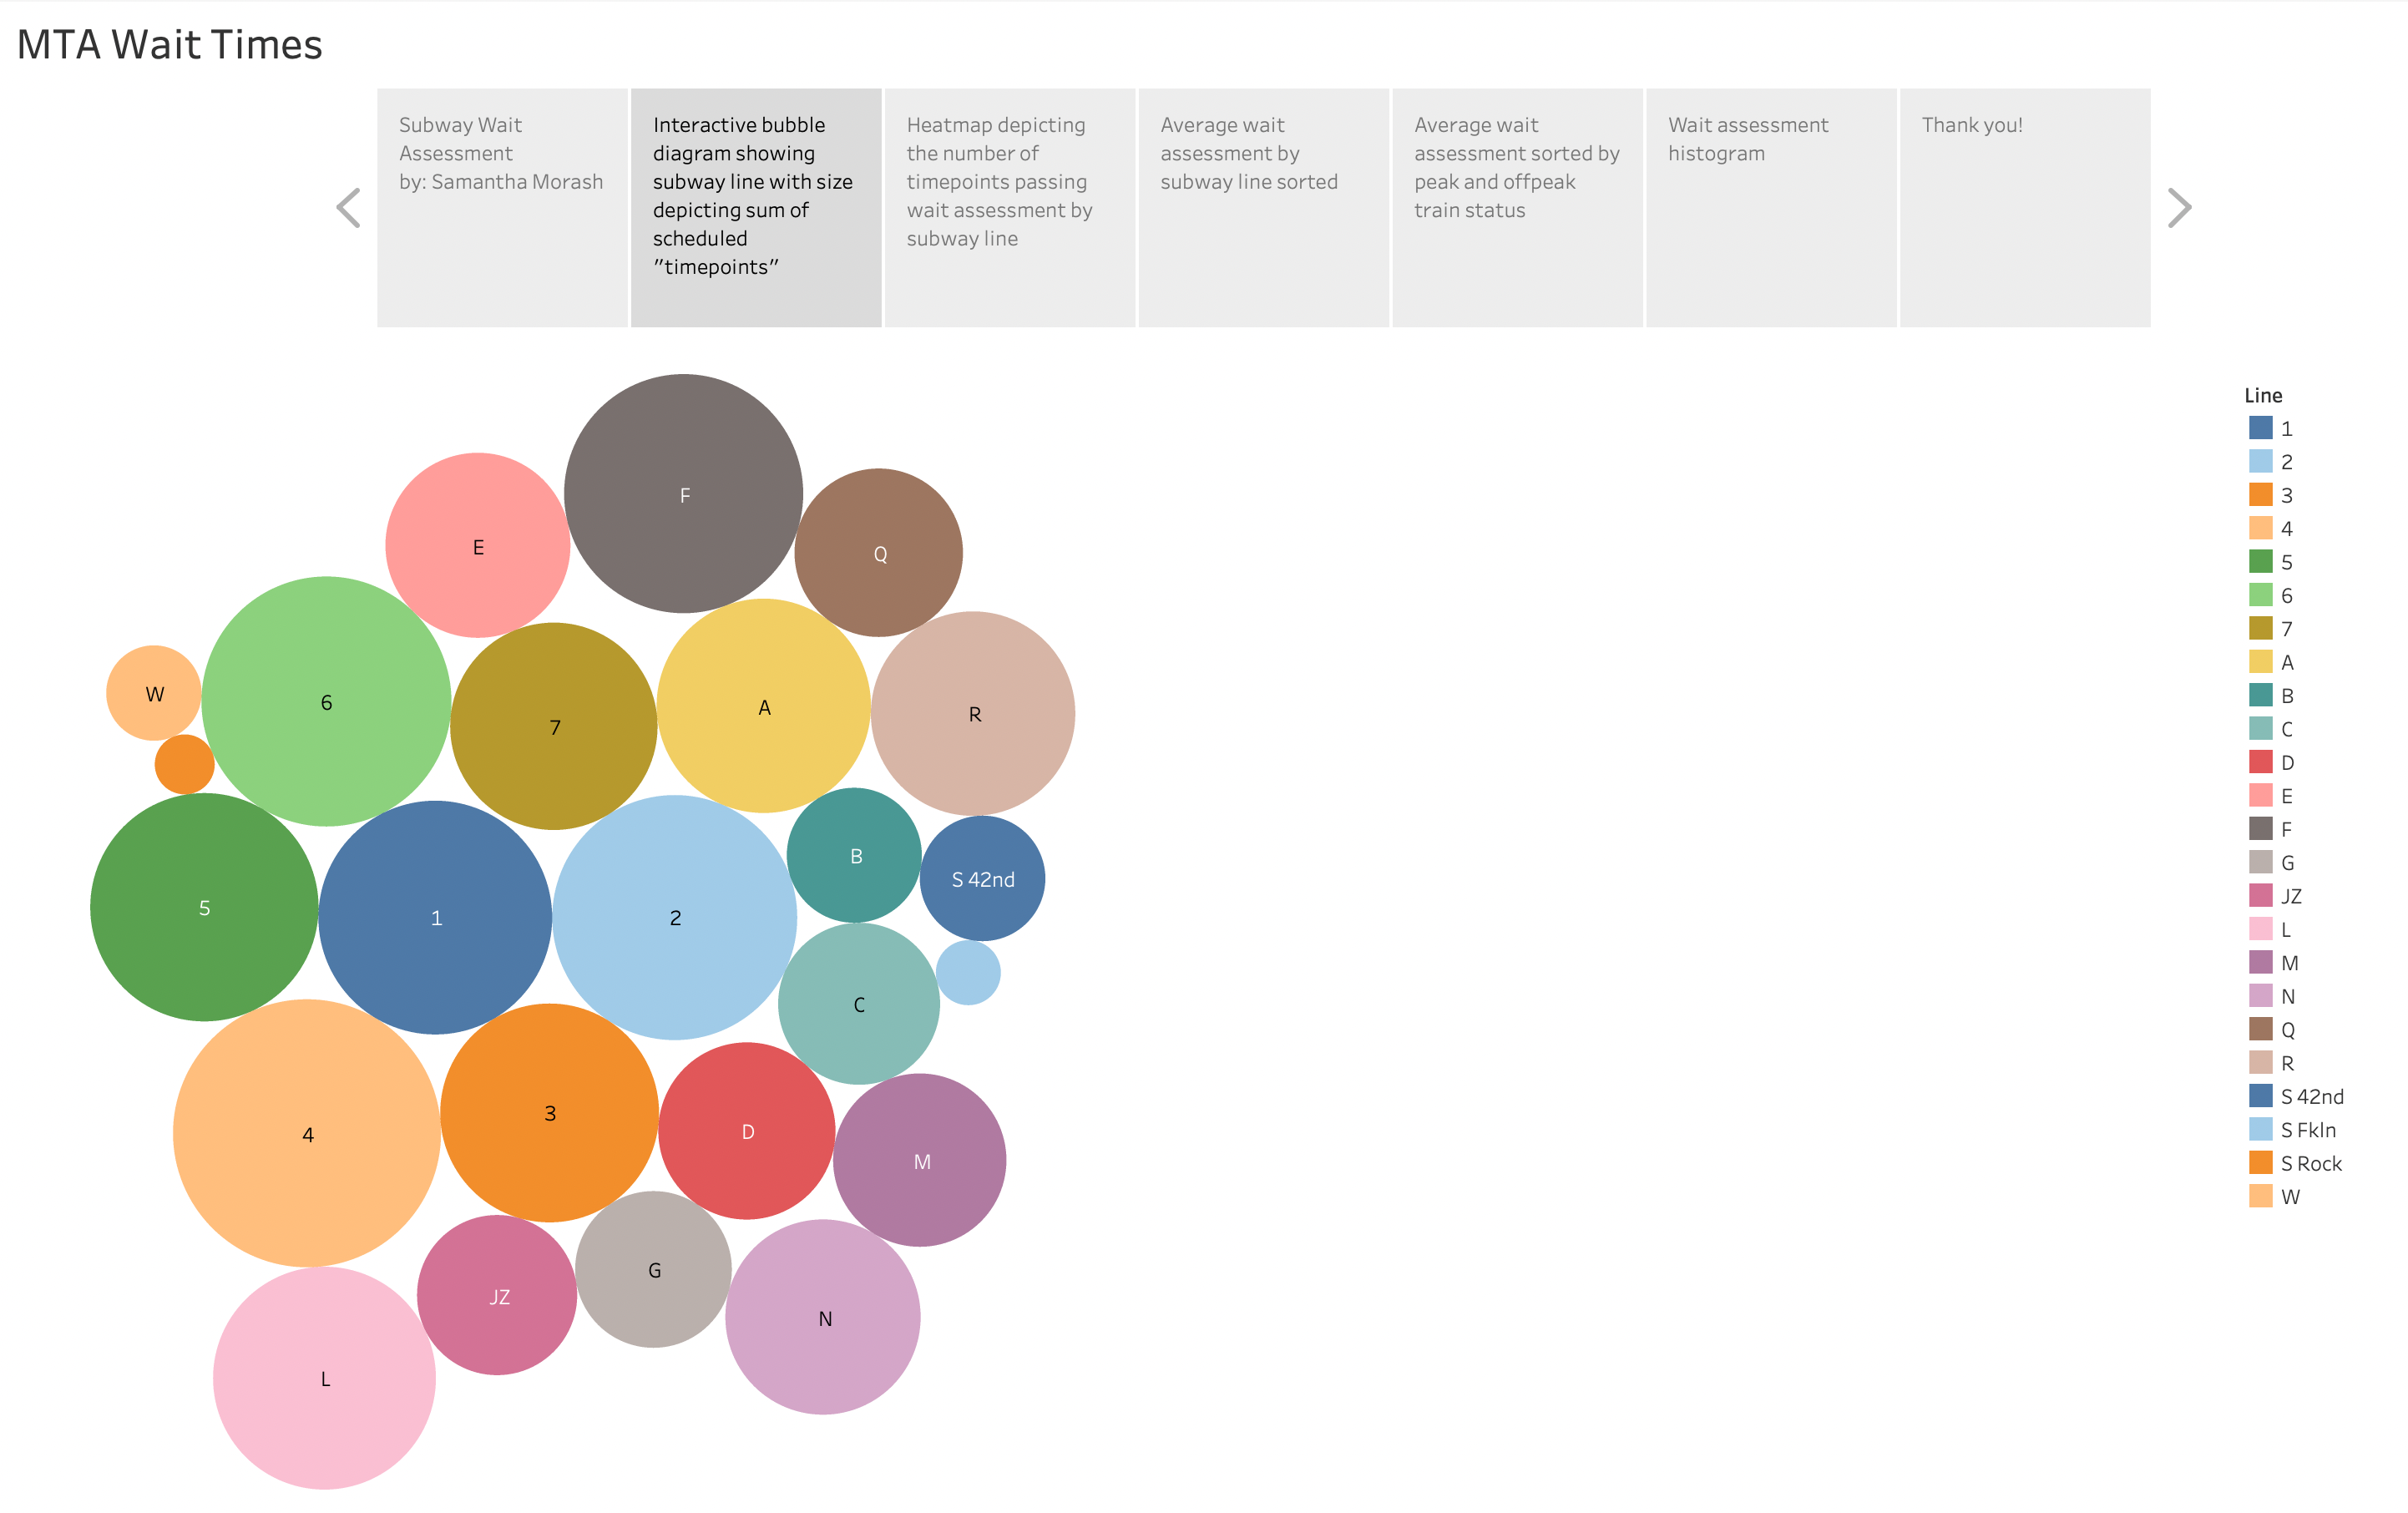 MTA Wait Times
Subway Wait
Assessment
by: Samantha Morash
Interactive bubble
diagram showing
subway line with size
depicting sum of
scheduled
"timepoints"
Heatmap depicting
the number of
timepoints passing
wait assessment by
subway line
Average wait
assessment by
subway line sorted
Average wait
assessment sorted by
peak and offpeak
train status
Wait assessment
histogram
Thank you!
F
E
Q
W
6
7
A
R
5
1
2
B
S 42nd
C
4
3
D
M
JZ
G
N
L
Line
1
2
3
4
5
6
7
A
B
C
D
E
F
G
JZ
L
M
N
Q
R
S 42nd
S Fkln
S Rock
W